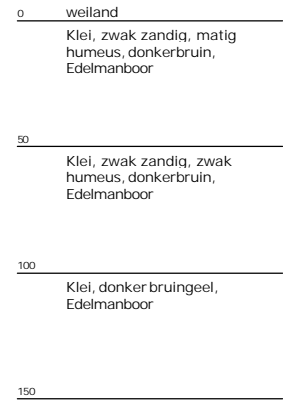 0 weiland
Klei, zwak zandig, matig
humeus, donkerbruin,
Edelmanboor
50
Klei, zwak zandig, zwak
humeus, donkerbruin,
Edelmanboor
100
Klei, donker bruingeel,
Edelmanboor
150